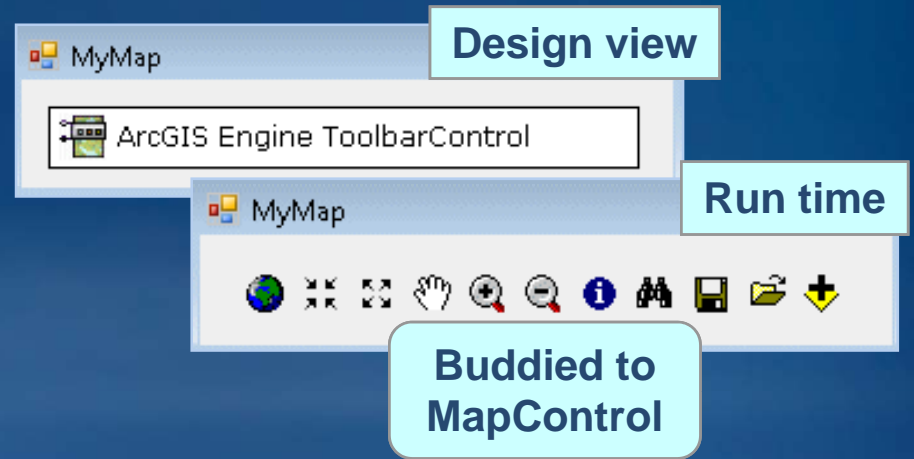 MyMap
Design view
ArcGIS Engine ToolbarControl
MyMap
Run time
Buddied to
MapControl